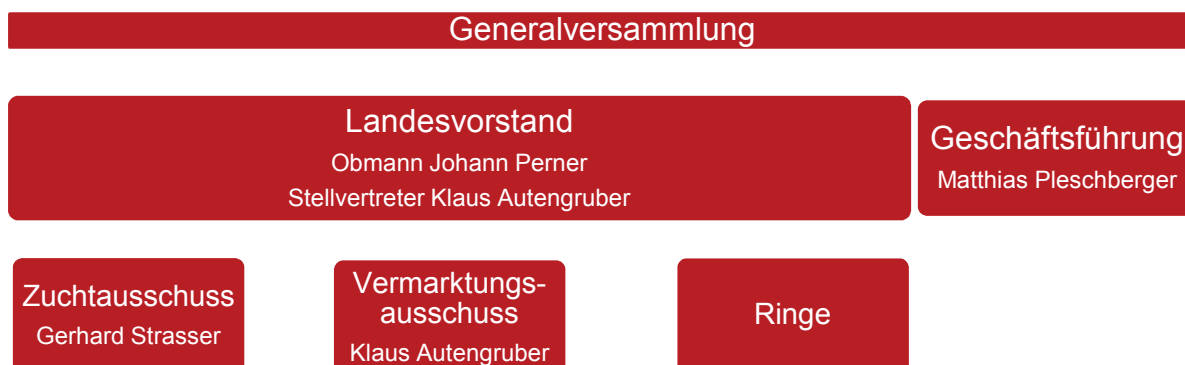 Generalversammlung
Landesvorstand
Obmann Johann Perner
Stellvertreter Klaus Autengruber
Geschäftsführung
Matthias Pleschberger
Zuchtausschuss
Gerhard Strasser
Vermarktungs-
ausschuss
Klaus Autengruber
Ringe